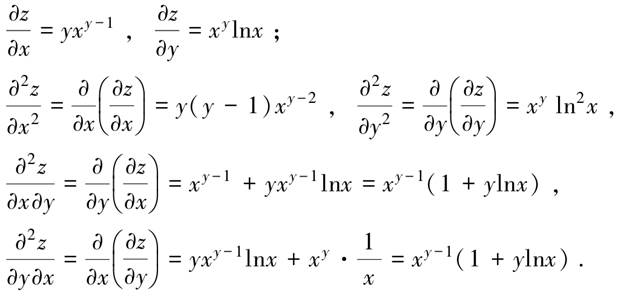 ∂z/∂x = yx^{y-1} , ∂z/∂y = x^y lnx ;
∂²z/∂x² = ∂/∂x(∂z/∂x) = y(y - 1)x^{y-2} , ∂²z/∂y² = ∂/∂y(∂z/∂y) = x^y ln²x ,
∂²z/∂x∂y = ∂/∂y(∂z/∂x) = x^{y-1} + yx^{y-1}lnx = x^{y-1}(1 + ylnx) ,
∂²z/∂y∂x = ∂/∂x(∂z/∂y) = yx^{y-1}lnx + x^y · 1/x = x^{y-1}(1 + ylnx) .